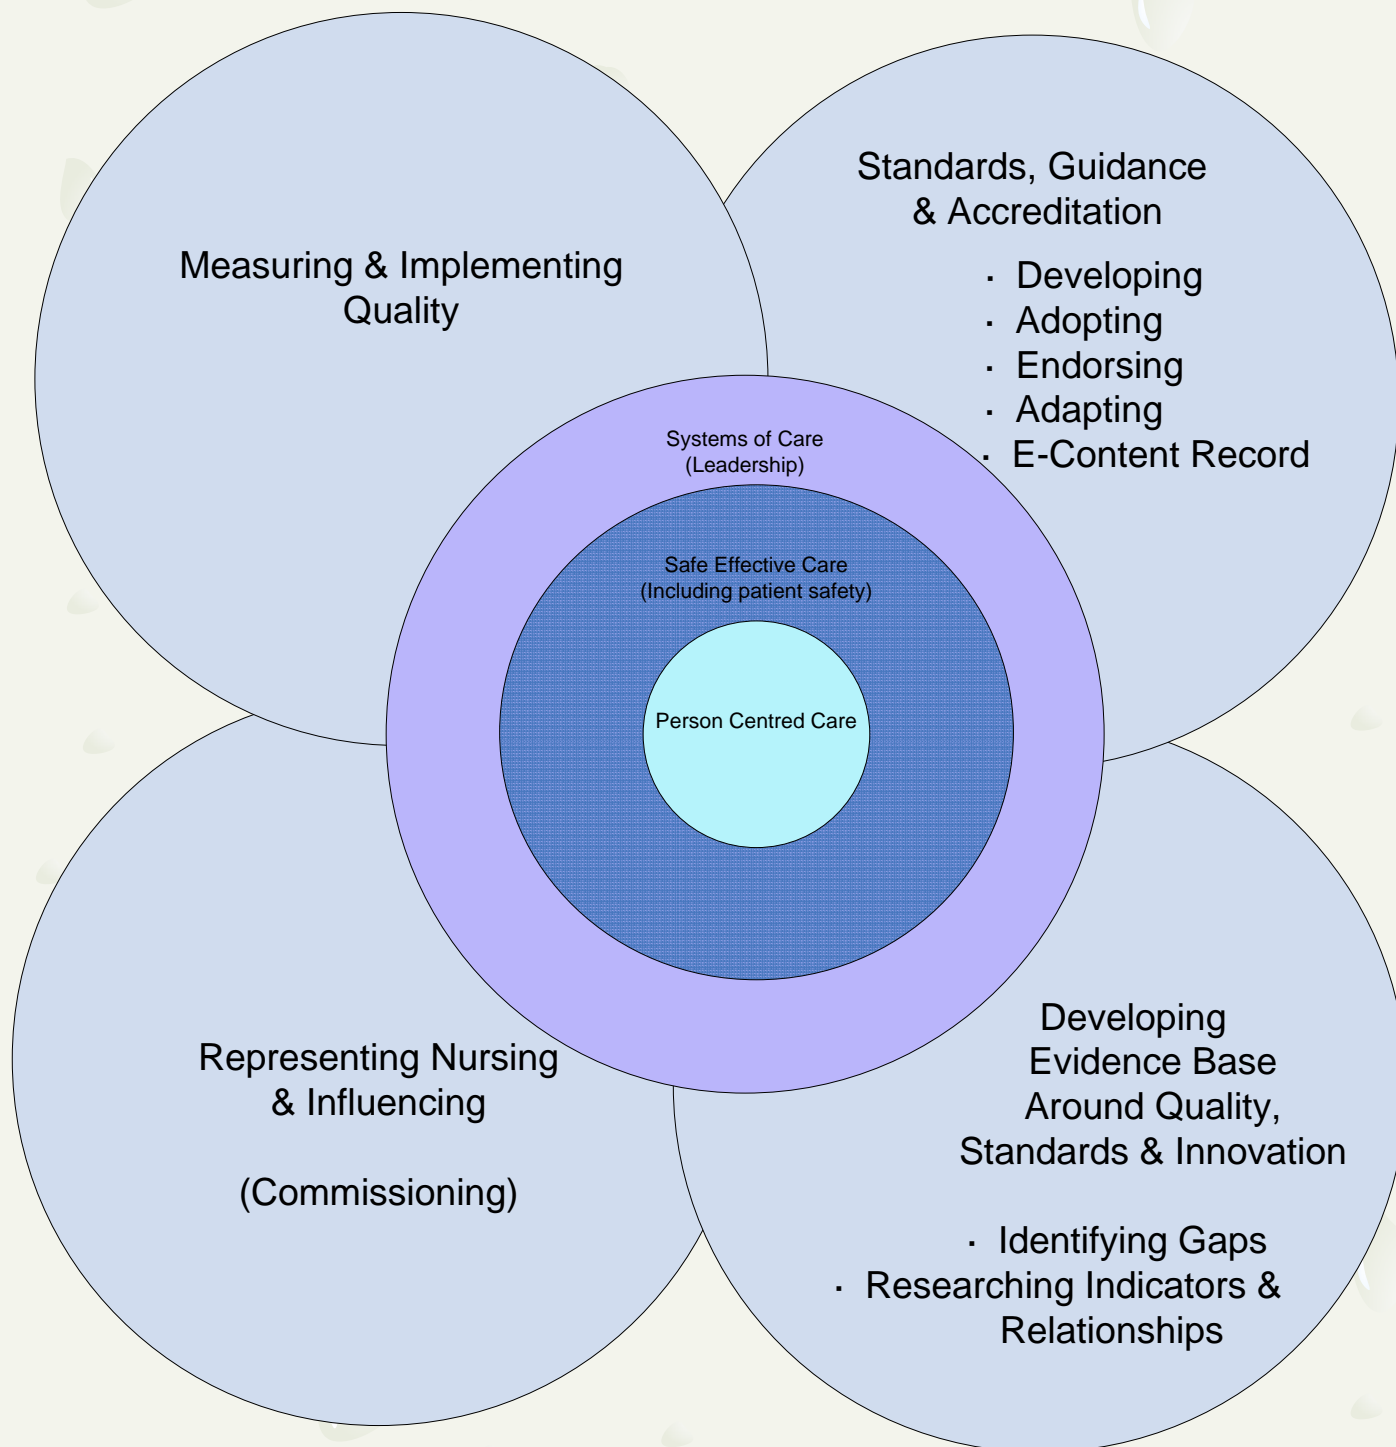 Measuring & Implementing
Quality
Standards, Guidance
& Accreditation
· Developing
· Adopting
· Endorsing
· Adapting
· E-Content Record
Systems of Care
(Leadership)
Safe Effective Care
(Including patient safety)
Person Centred Care
Representing Nursing
& Influencing
(Commissioning)
Developing
Evidence Base
Around Quality,
Standards & Innovation
· Identifying Gaps
· Researching Indicators &
Relationships